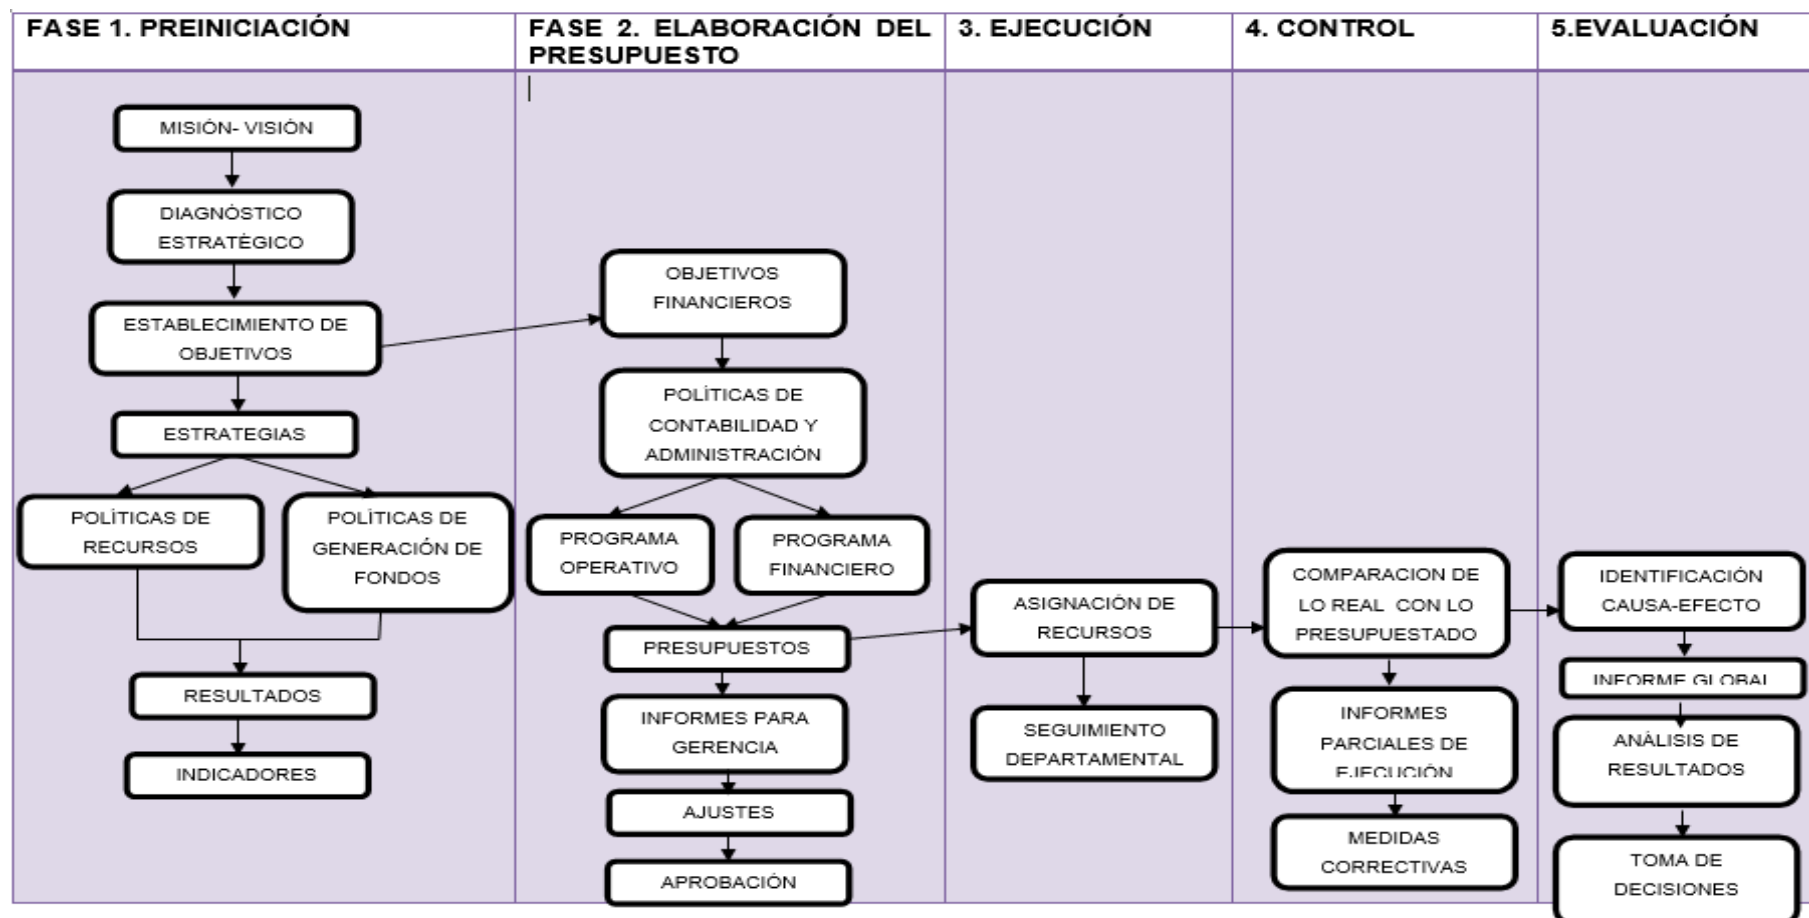 FASE 1. PREINICIACIÓN
FASE 2. ELABORACIÓN DEL
PRESUPUESTO
3. EJECUCIÓN
4. CONTROL
5.EVALUACIÓN
MISIÓN- VISIÓN
DIAGNÓSTICO
ESTRATÉGICO
ESTABLECIMIENTO DE
OBJETIVOS
ESTRATEGIAS
POLÍTICAS DE
RECURSOS
POLÍTICAS DE
GENERACIÓN DE
FONDOS
RESULTADOS
INDICADORES
OBJETIVOS
FINANCIEROS
POLÍTICAS DE
CONTABILIDAD Y
ADMINISTRACIÓN
PROGRAMA
OPERATIVO
PROGRAMA
FINANCIERO
PRESUPUESTOS
INFORMES PARA
GERENCIA
AJUSTES
APROBACIÓN
ASIGNACIÓN DE
RECURSOS
SEGUIMIENTO
DEPARTAMENTAL
COMPARACION DE
LO REAL CON LO
PRESUPUESTADO
INFORMES
PARCIALES DE
EJECUCIÓN
MEDIDAS
CORRECTIVAS
IDENTIFICACIÓN
CAUSA-EFECTO
INFORME GLOBAL
ANÁLISIS DE
RESULTADOS
TOMA DE
DECISIONES